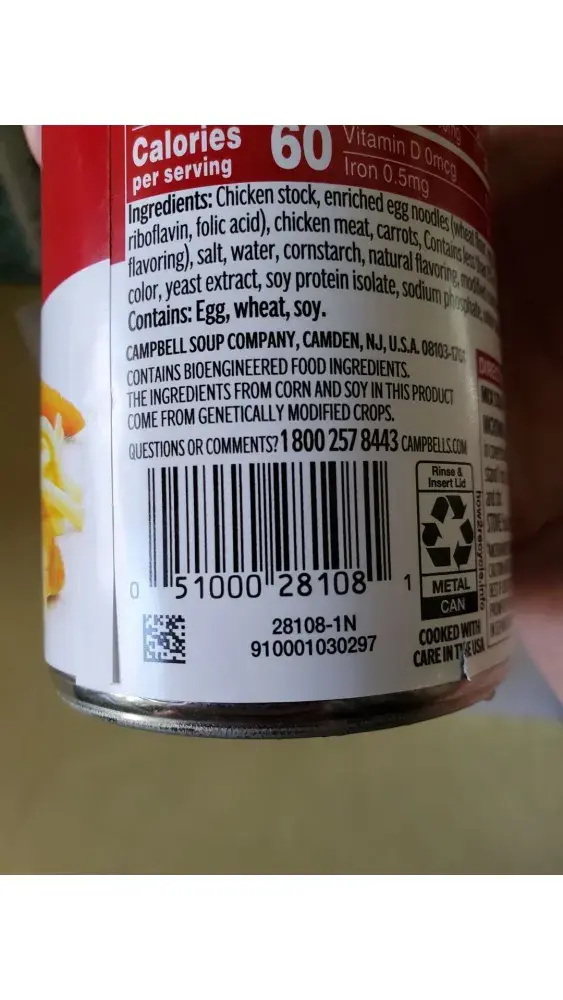 Calories
per serving
60
Vitamin D 0mcg
Iron 0.5mg
Ingredients: Chicken stock, enriched egg noodles (wheat
riboflavin, folic acid), chicken meat, carrots, Contains less
flavoring), salt, water, cornstarch, natural flavoring,
color, yeast extract, soy protein isolate, sodium phosphate,
Contains: Egg, wheat, soy.
CAMPBELL SOUP COMPANY, CAMDEN, NJ, U.S.A.
CONTAINS BIOENGINEERED FOOD INGREDIENTS.
THE INGREDIENTS FROM CORN AND SOY IN THIS PRODUCT
COME FROM GENETICALLY MODIFIED CROPS.
QUESTIONS OR COMMENTS? 1 800 257 8443 CAMPBELLS.COM
0 51000 28108 1
28108-1N
910001030297
Rinse &
Insert Lid
how2recycle.info
METAL
CAN
COOKED WITH
CARE IN THE USA